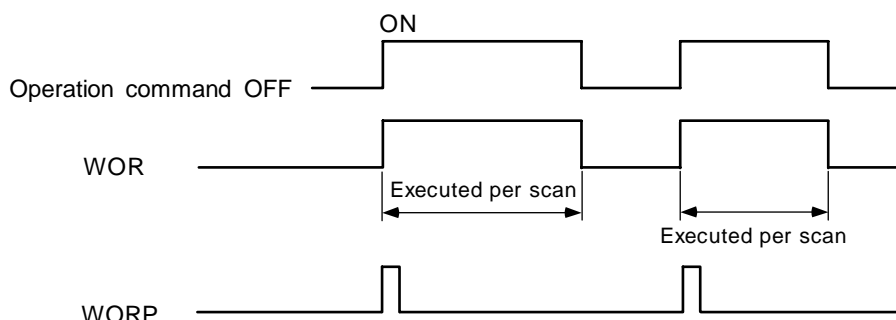 ON
Operation command OFF
WOR
Executed per scan
Executed per scan
WORP